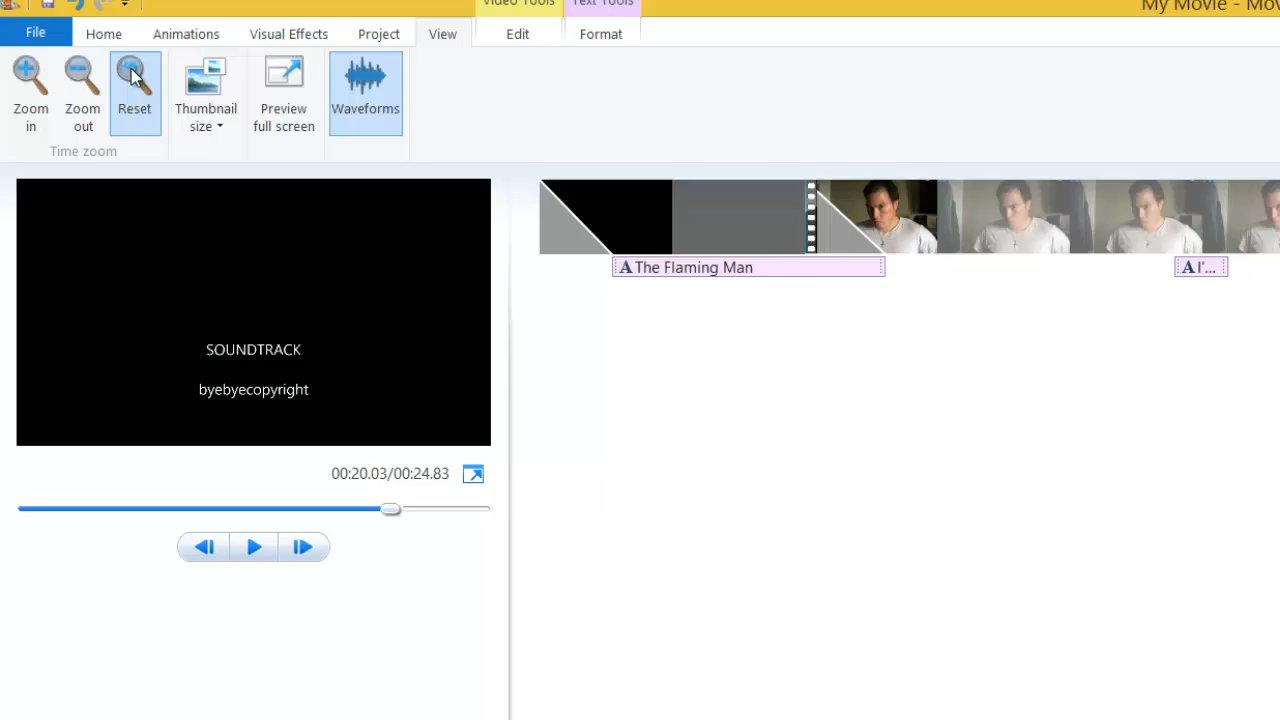 Video Tools Text Tools My Movie - Mov
File Home Animations Visual Effects Project View Edit Format
Zoom in
Zoom out
Reset
Thumbnail size
Preview full screen
Waveforms
Time zoom
SOUNDTRACK
byebyecopyright
00:20.03/00:24.83
A The Flaming Man
A I'...